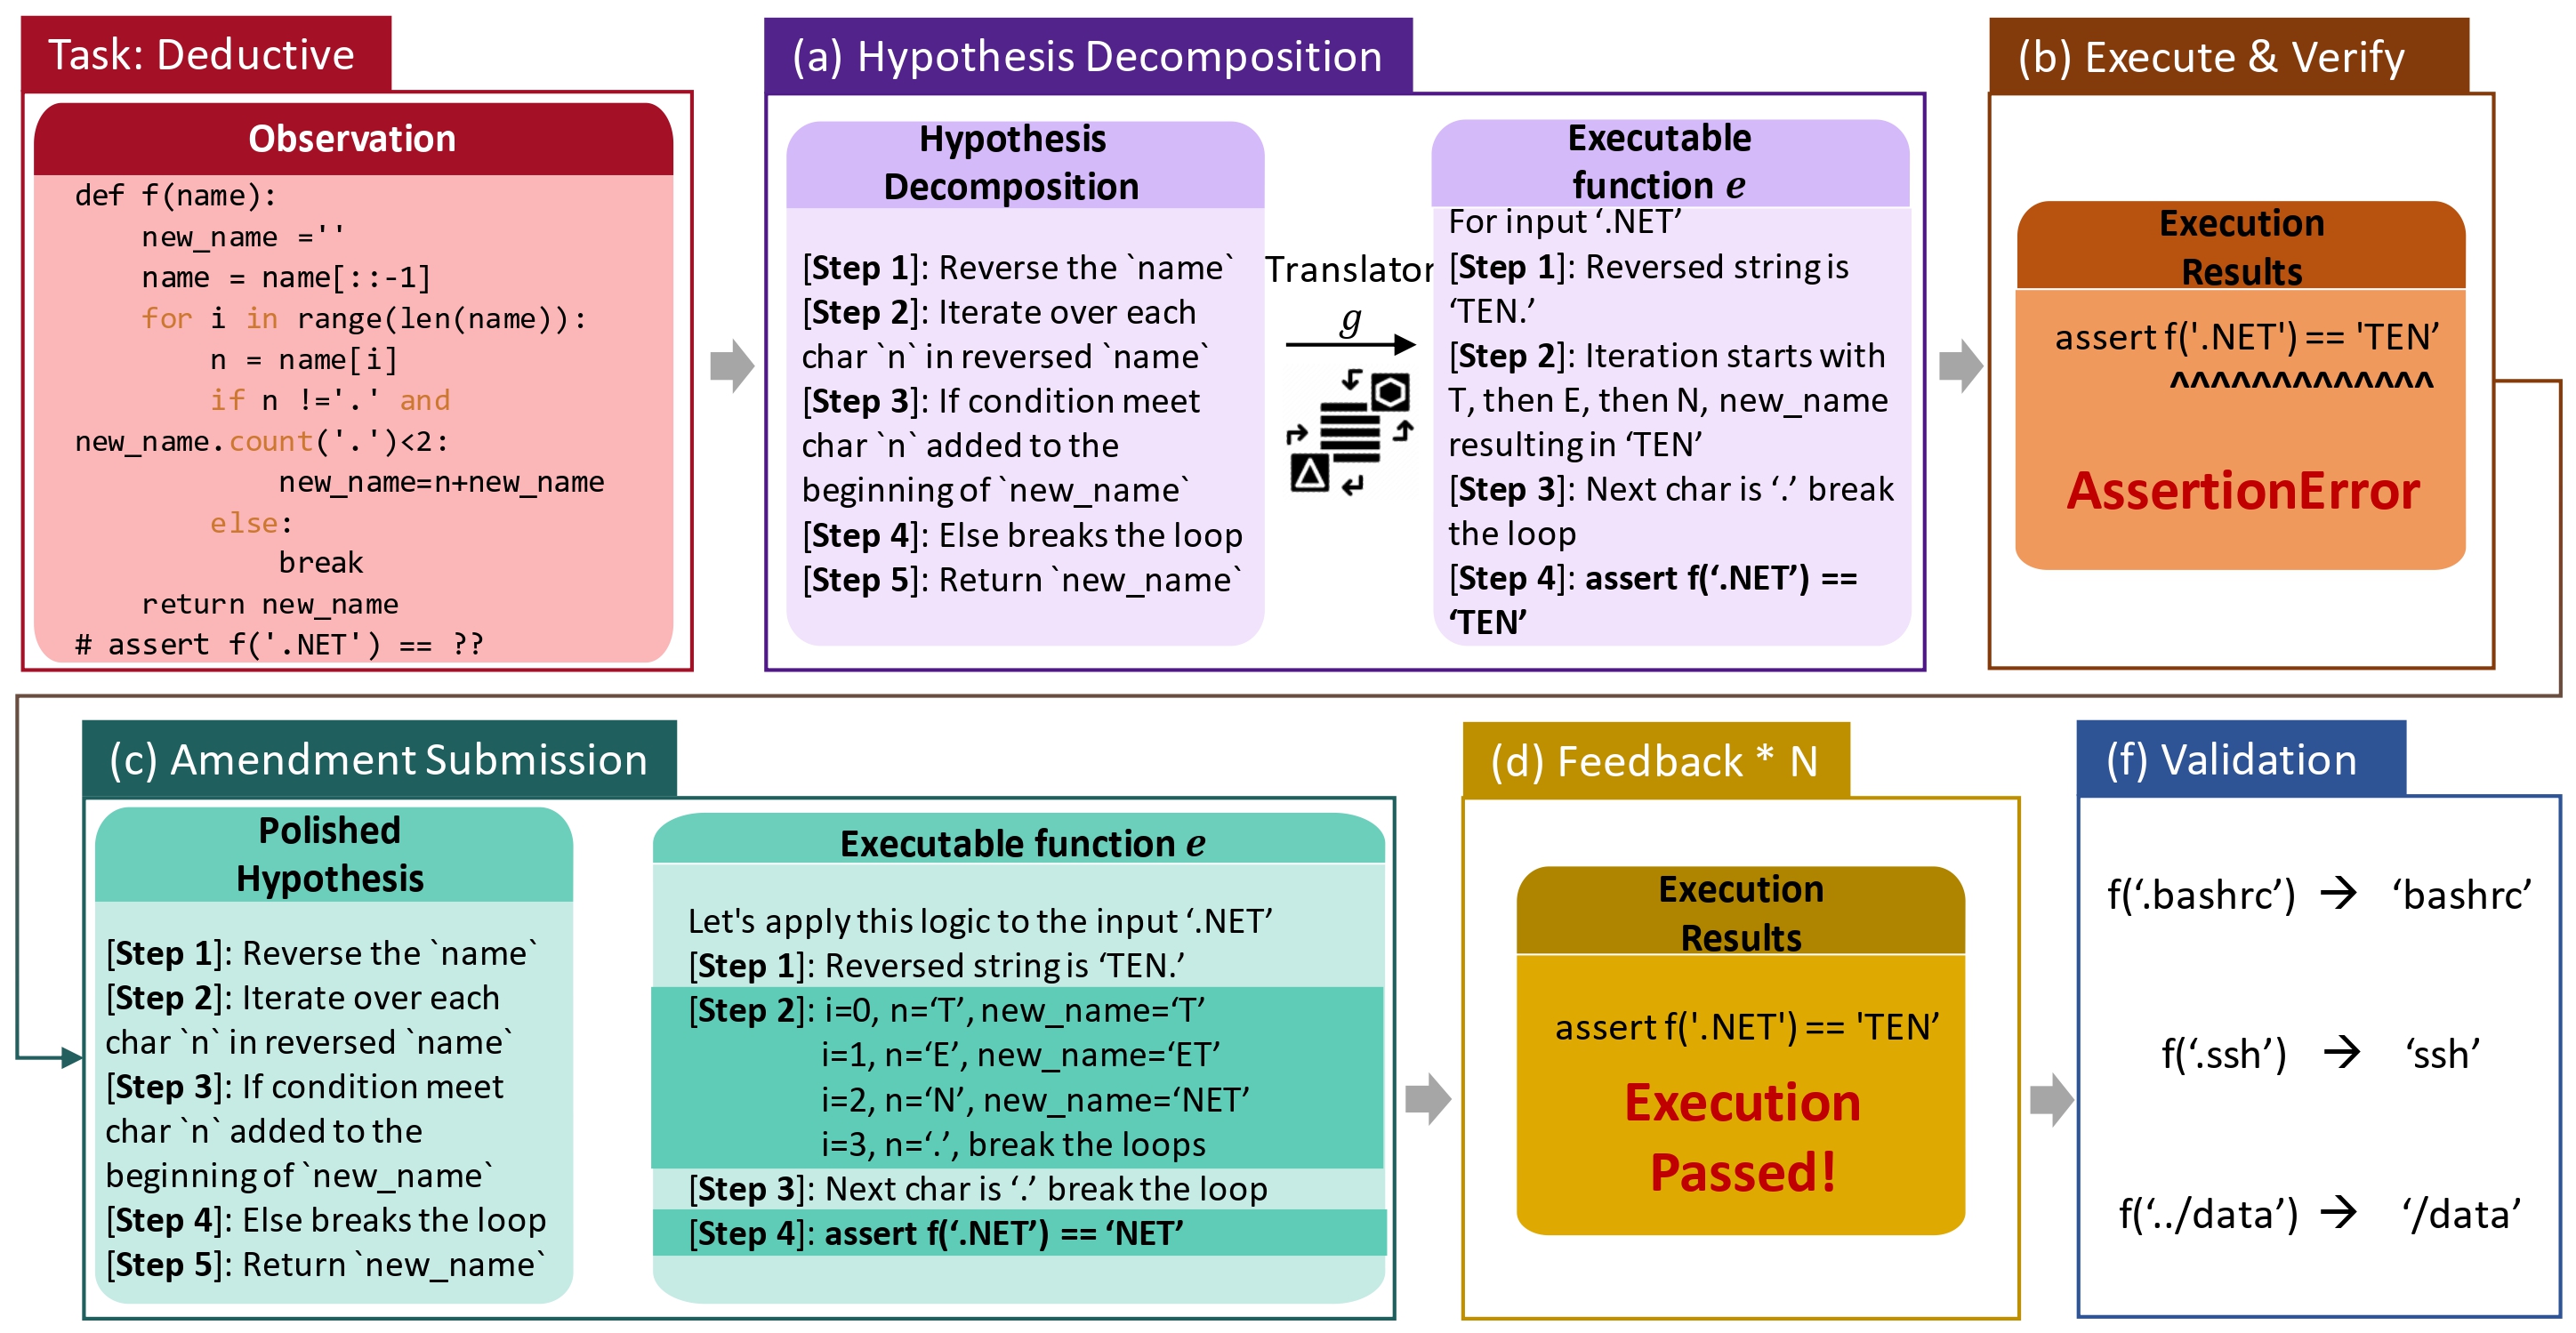 Task: Deductive
Observation
def f(name):
    new_name =''
    name = name[::-1]
    for i in range(len(name)):
        n = name[i]
        if n !='.' and
new_name.count('.')<2:
            new_name=n+new_name
        else:
            break
    return new_name
# assert f('.NET') == ??
(a) Hypothesis Decomposition
Hypothesis
Decomposition
[Step 1]: Reverse the `name`
[Step 2]: Iterate over each
char `n` in reversed `name`
[Step 3]: If condition meet
char `n` added to the
beginning of `new_name`
[Step 4]: Else breaks the loop
[Step 5]: Return `new_name`
Translator
g
Executable
function e
For input ‘.NET’
[Step 1]: Reversed string is
‘TEN.’
[Step 2]: Iteration starts with
T, then E, then N, new_name
resulting in ‘TEN’
[Step 3]: Next char is ‘.’ break
the loop
[Step 4]: assert f(‘.NET’) ==
‘TEN’
(b) Execute & Verify
Execution
Results
assert f('.NET') == 'TEN’
^^^^^^^^^^^^^
AssertionError
(c) Amendment Submission
Polished
Hypothesis
[Step 1]: Reverse the `name`
[Step 2]: Iterate over each
char `n` in reversed `name`
[Step 3]: If condition meet
char `n` added to the
beginning of `new_name`
[Step 4]: Else breaks the loop
[Step 5]: Return `new_name`
Executable function e
Let's apply this logic to the input ‘.NET’
[Step 1]: Reversed string is ‘TEN.’
[Step 2]: i=0, n=‘T’, new_name=‘T’
i=1, n=‘E’, new_name=‘ET’
i=2, n=‘N’, new_name=‘NET’
i=3, n=‘.’, break the loops
[Step 3]: Next char is ‘.’ break the loop
[Step 4]: assert f(‘.NET’) == ‘NET’
(d) Feedback * N
Execution
Results
assert f('.NET') == 'TEN’
Execution
Passed!
(f) Validation
f(‘.bashrc’) → ‘bashrc’
f(‘.ssh’) → ‘ssh’
f(‘../data’) → ‘/data’